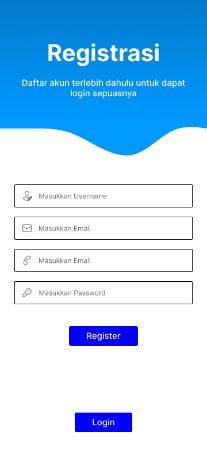 Registrasi
Daftar akun terlebih dahulu untuk dapat
login sepuasnya
Masukkan Username
Masukkan Email
Masukkan Email
Masukkan Password
Register
Login